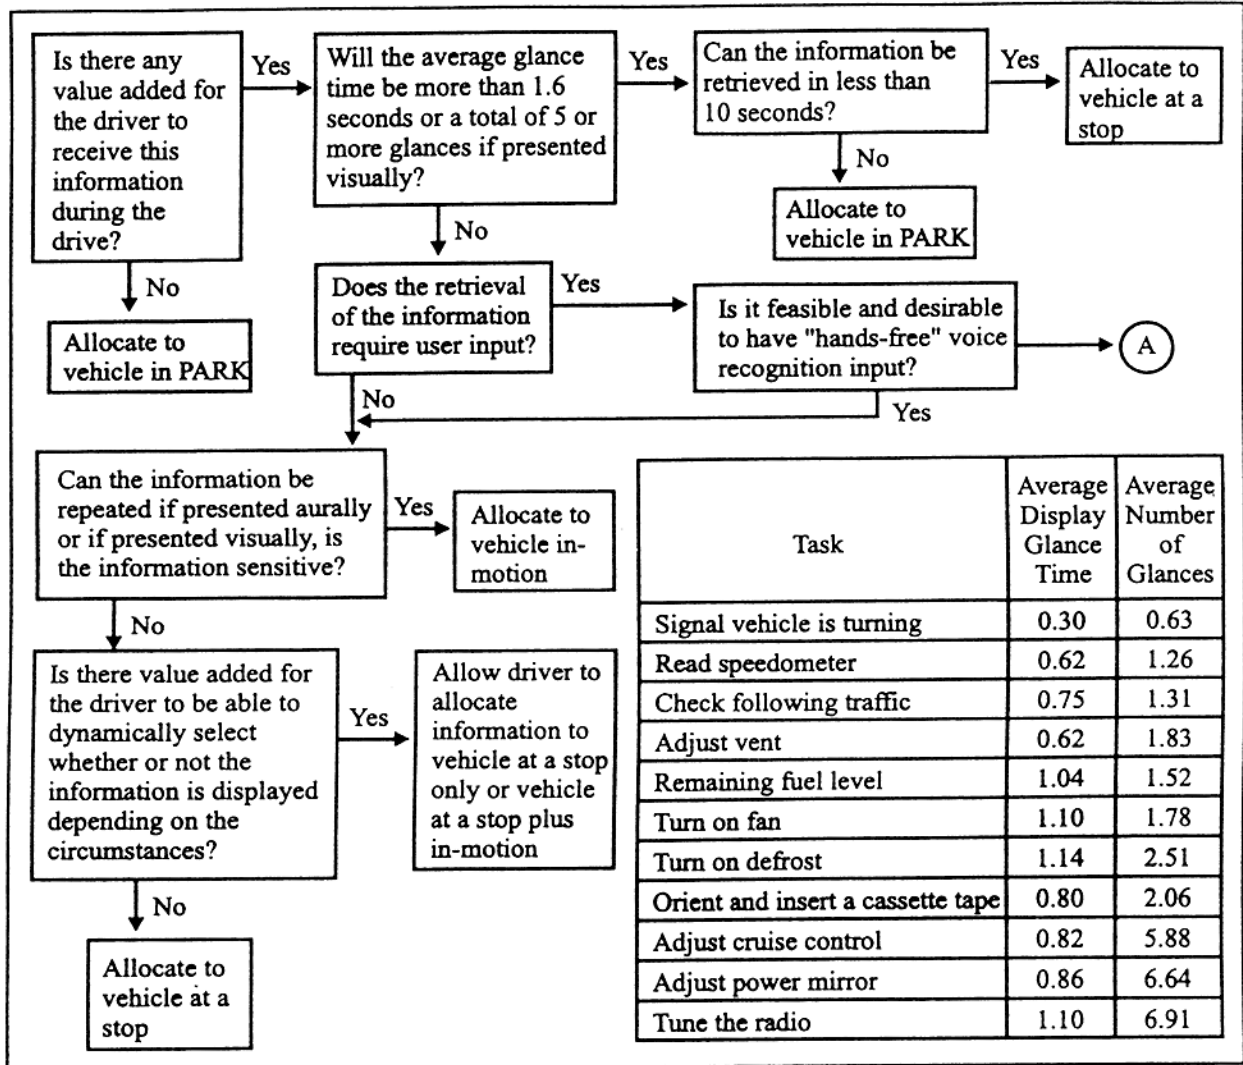 Is there any
value added for
the driver to
receive this
information
during the
drive?
Yes
No
Allocate to
vehicle in PARK
Will the average glance
time be more than 1.6
seconds or a total of 5 or
more glances if presented
visually?
Yes
No
Can the information be
retrieved in less than
10 seconds?
Yes
No
Allocate to
vehicle at a
stop
Allocate to
vehicle in PARK
Does the retrieval
of the information
require user input?
Yes
No
Is it feasible and desirable
to have "hands-free" voice
recognition input?
A
Yes
Can the information be
repeated if presented aurally
or if presented visually, is
the information sensitive?
Yes
No
Allocate to
vehicle in-
motion
Is there value added for
the driver to be able to
dynamically select
whether or not the
information is displayed
depending on the
circumstances?
Yes
No
Allow driver to
allocate
information to
vehicle at a stop
only or vehicle
at a stop plus
in-motion
Allocate to
vehicle at a
stop
Task
Average
Display
Glance
Time
Average
Number
of
Glances
Signal vehicle is turning 0.30 0.63
Read speedometer 0.62 1.26
Check following traffic 0.75 1.31
Adjust vent 0.62 1.83
Remaining fuel level 1.04 1.52
Turn on fan 1.10 1.78
Turn on defrost 1.14 2.51
Orient and insert a cassette tape 0.80 2.06
Adjust cruise control 0.82 5.88
Adjust power mirror 0.86 6.64
Tune the radio 1.10 6.91